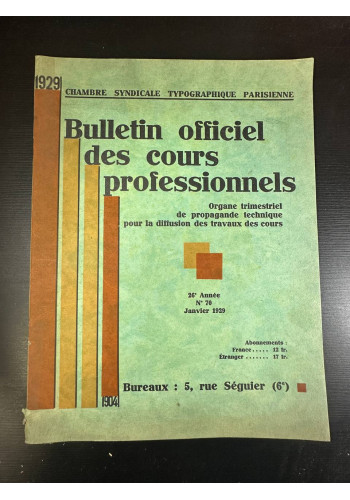 1929
CHAMBRE SYNDICALE TYPOGRAPHIQUE PARISIENNE
Bulletin officiel
des cours
professionnels
Organe trimestriel
de propagande technique
pour la diffusion des travaux des cours
26e Année
N° 70
Janvier 1929
Abonnements :
France..... 12 fr.
Étranger ....... 17 fr.
Bureaux : 5, rue Séguier (6e)
1904